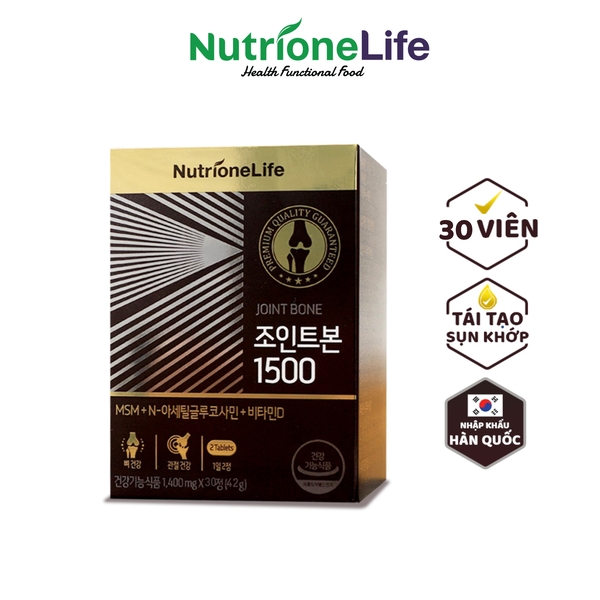 NutrioneLife
Health Functional Food
NutrioneLife
PREMIUM QUALITY GUARANTEED
JOINT BONE
조인트본
1500
MSM + N-아세틸글루코사민 + 비타민D
뼈 건강
관절 건강
2 Tablets
1일 2정
건강기능식품 1,400 mg X 30정 (42 g)
건강
기능식품
30 VIÊN
TÁI TẠO
SỤN KHỚP
NHẬP KHẨU
HÀN QUỐC